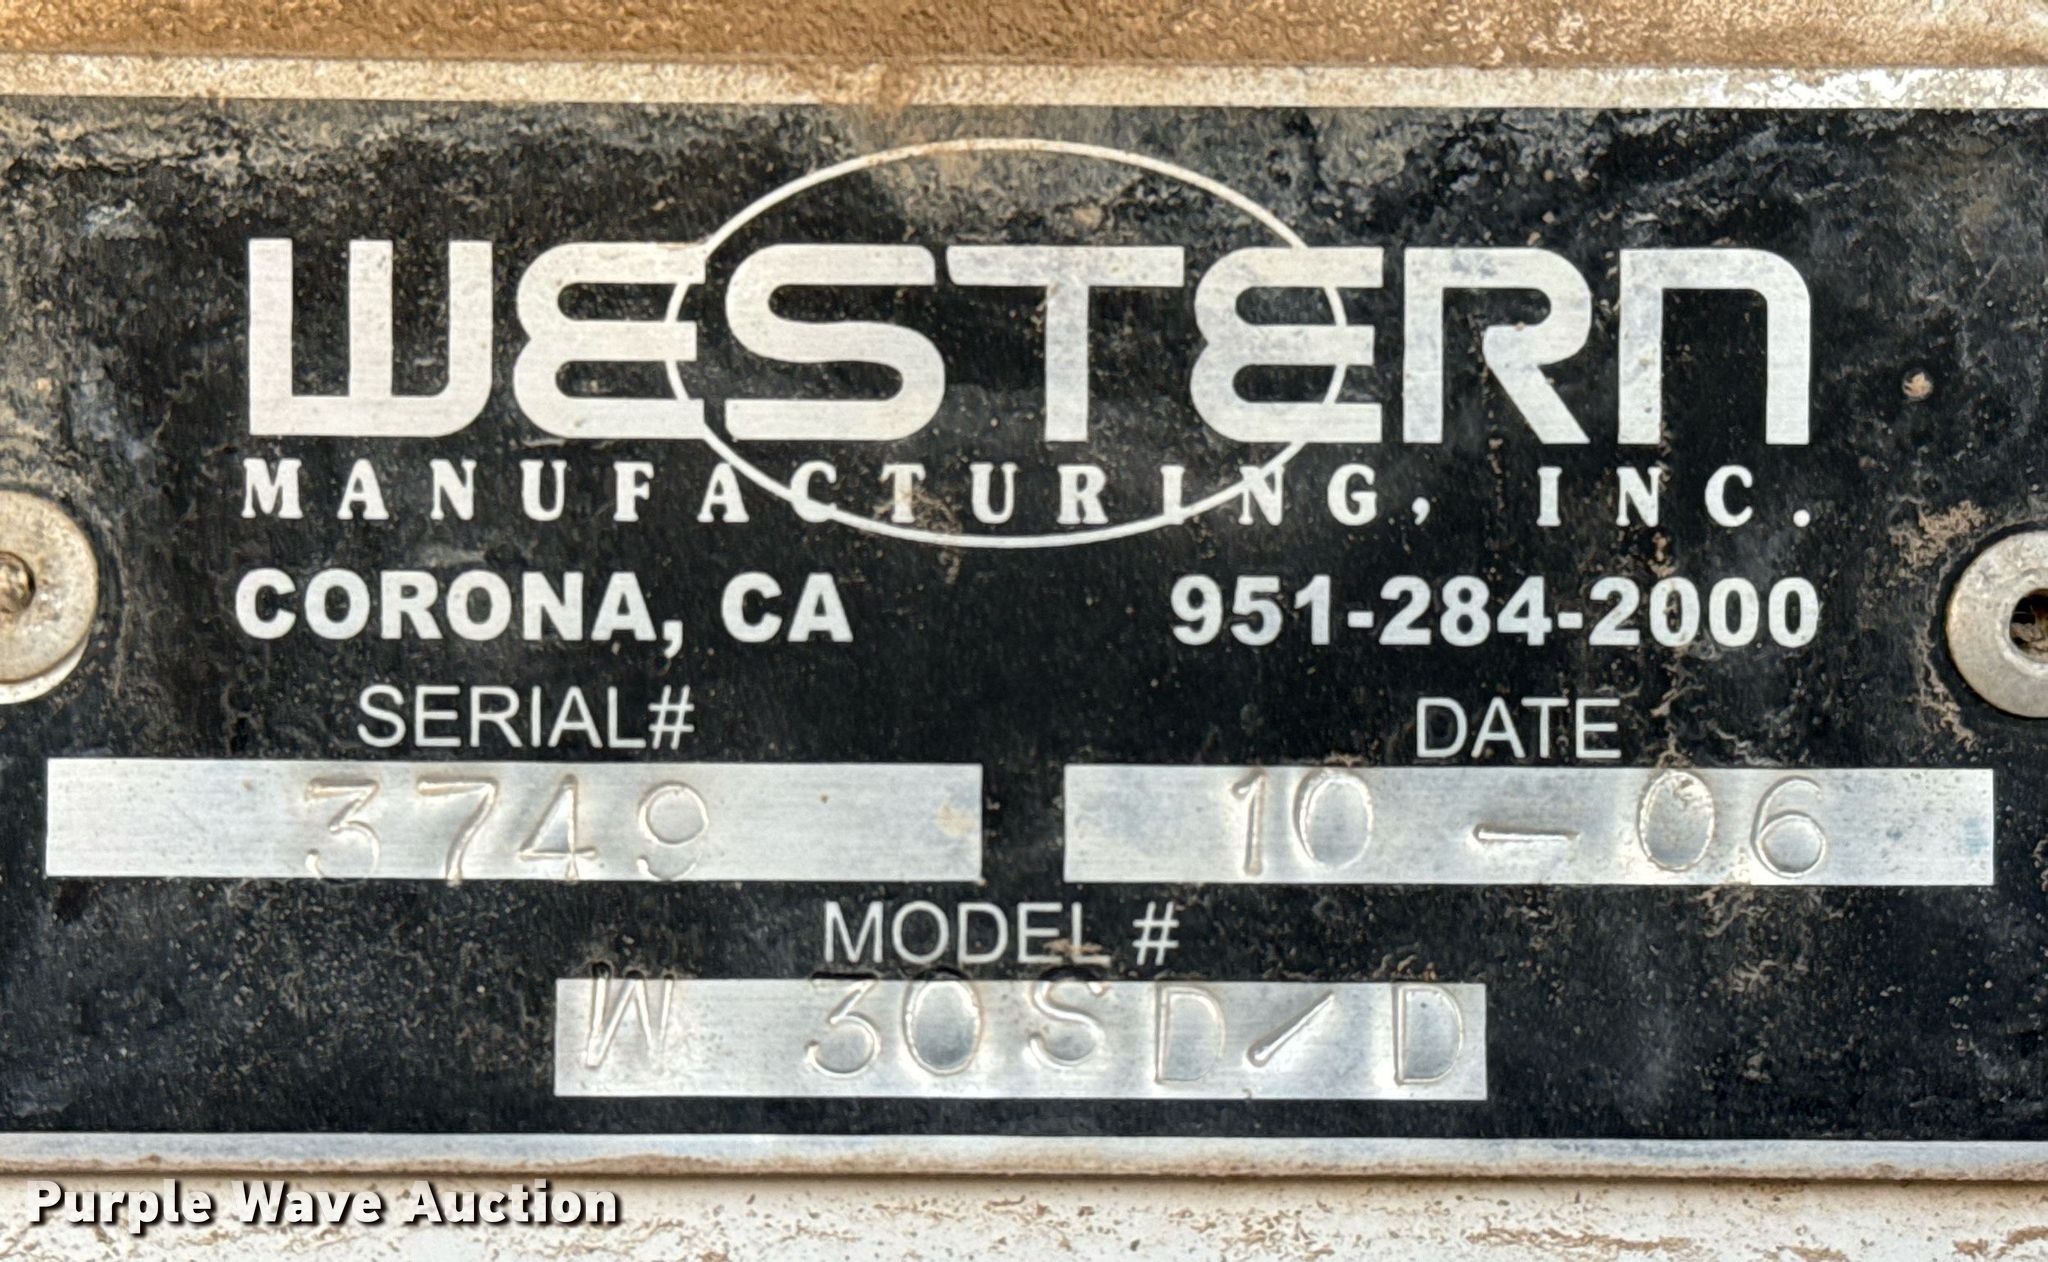 WESTERN
MANUFACTURING, INC.
CORONA, CA 951-284-2000
SERIAL# DATE
3749 10-06
MODEL #
W 30SD/D
Purple Wave Auction